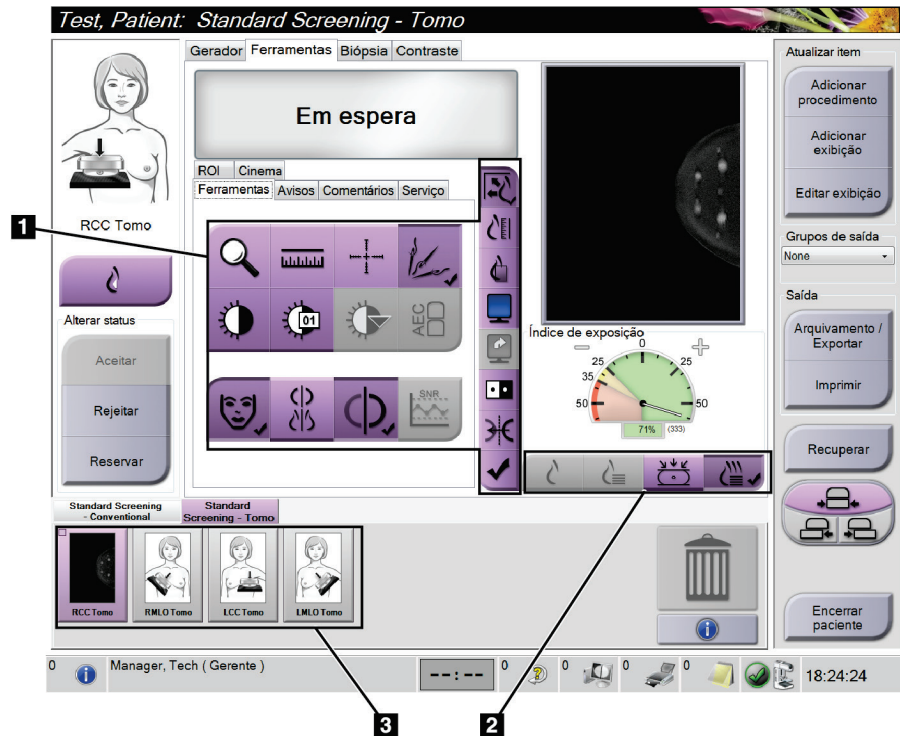 Test, Patient: Standard Screening - Tomo
Gerador Ferramentas Biópsia Contraste
Atualizar item
Adicionar
procedimento
Adicionar
exibição
Editar exibição
Em espera
ROI Cinema
Ferramentas Avisos Comentários Serviço
RCC Tomo
1
01
AEC
SNR
Alterar status
Aceitar
Rejeitar
Reservar
Índice de exposição
0
25 25
35
50 50
71% (333)
Grupos de saída
None
Saída
Arquivamento /
Exportar
Imprimir
Recuperar
Encerrar
paciente
Standard Screening
- Conventional
Standard
Screening - Tomo
RCC Tomo RMLO Tomo LCC Tomo LMLO Tomo
0 Manager, Tech ( Gerente ) --:-- 0 0 0 0 18:24:24
3 2